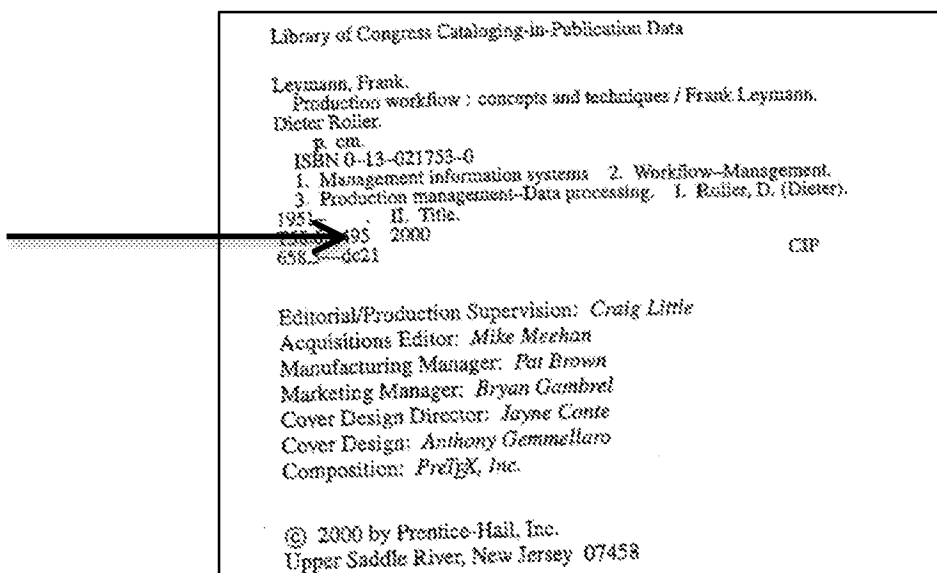 Library of Congress Cataloging-in-Publication Data
Leymann, Frank.
Production workflow : concepts and techniques / Frank Leymann,
Dieter Roller.
p. cm.
ISBN 0-13-021753-0
1. Management information systems 2. Workflow--Management.
3. Production management--Data processing. I. Roller, D. (Dieter).
1951- . II. Title.
2000
dc21
CIP
Editorial/Production Supervision: Craig Little
Acquisitions Editor: Mike Meehan
Manufacturing Manager: Pat Brown
Marketing Manager: Bryan Gambrel
Cover Design Director: Jayne Conte
Cover Design: Anthony Gemmellaro
Composition: PreTeX, Inc.
© 2000 by Prentice-Hall, Inc.
Upper Saddle River, New Jersey 07458